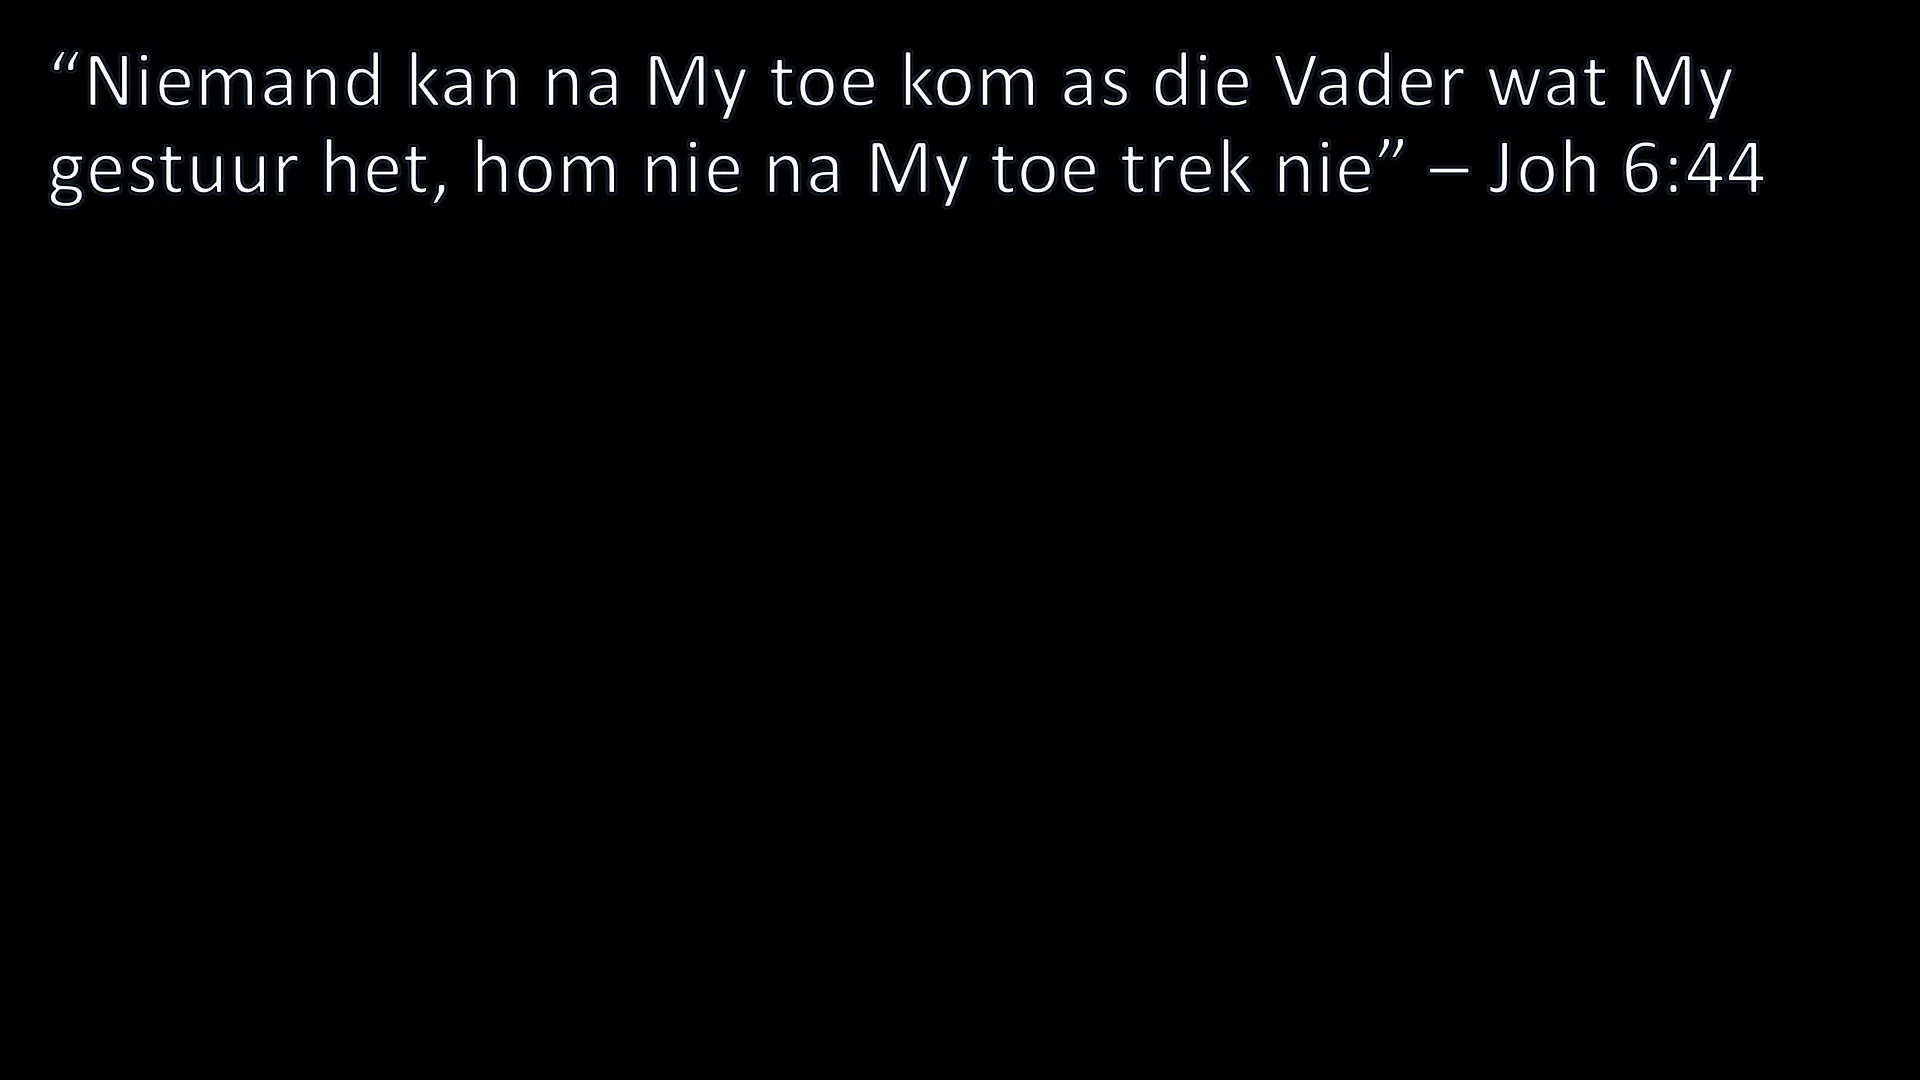 “Niemand kan na My toe kom as die Vader wat My
gestuur het, hom nie na My toe trek nie” – Joh 6:44